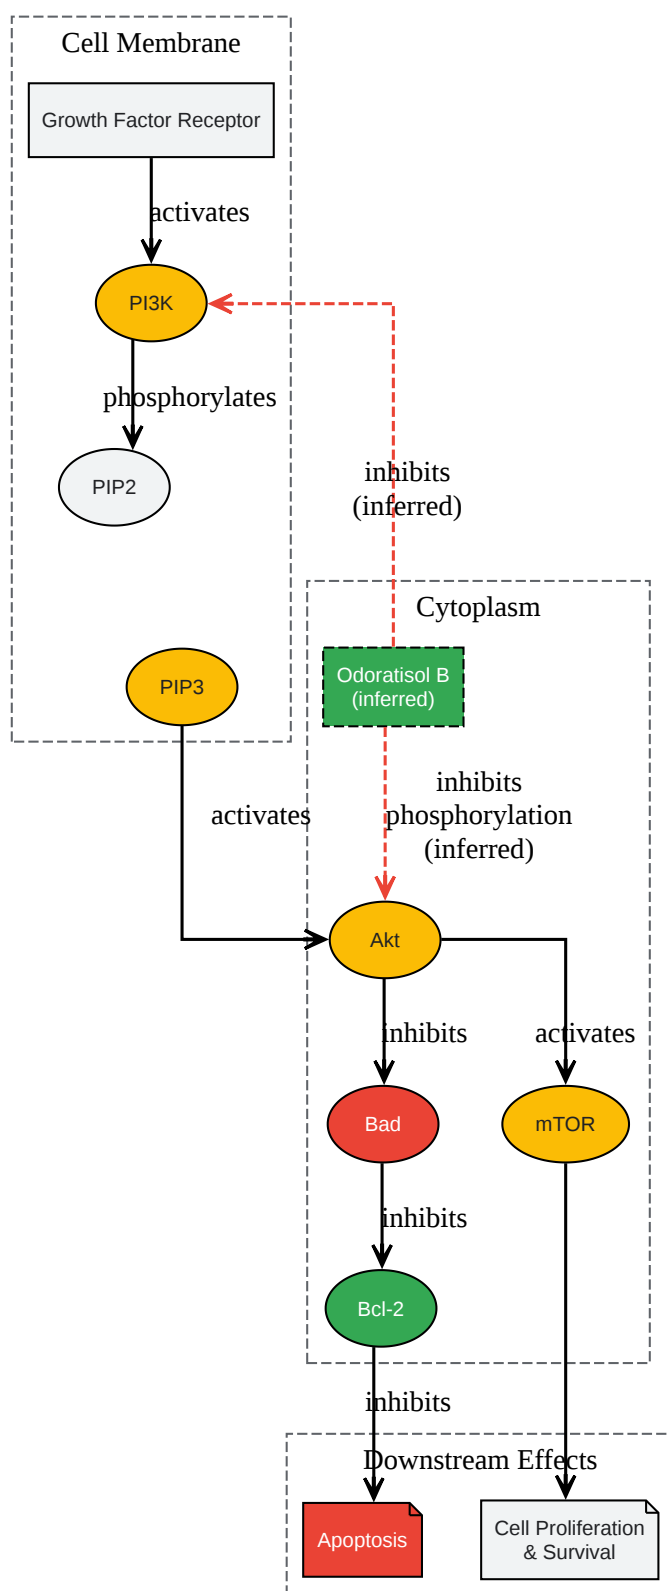 Cell Membrane
Growth Factor Receptor
activates
PI3K
phosphorylates
PIP2
inhibits
(inferred)
Cytoplasm
Odoratisol B
(inferred)
PIP3
inhibits
phosphorylation
(inferred)
activates
Akt
inhibits
activates
Bad
mTOR
inhibits
Bcl-2
inhibits
Downstream Effects
Apoptosis
Cell Proliferation
& Survival